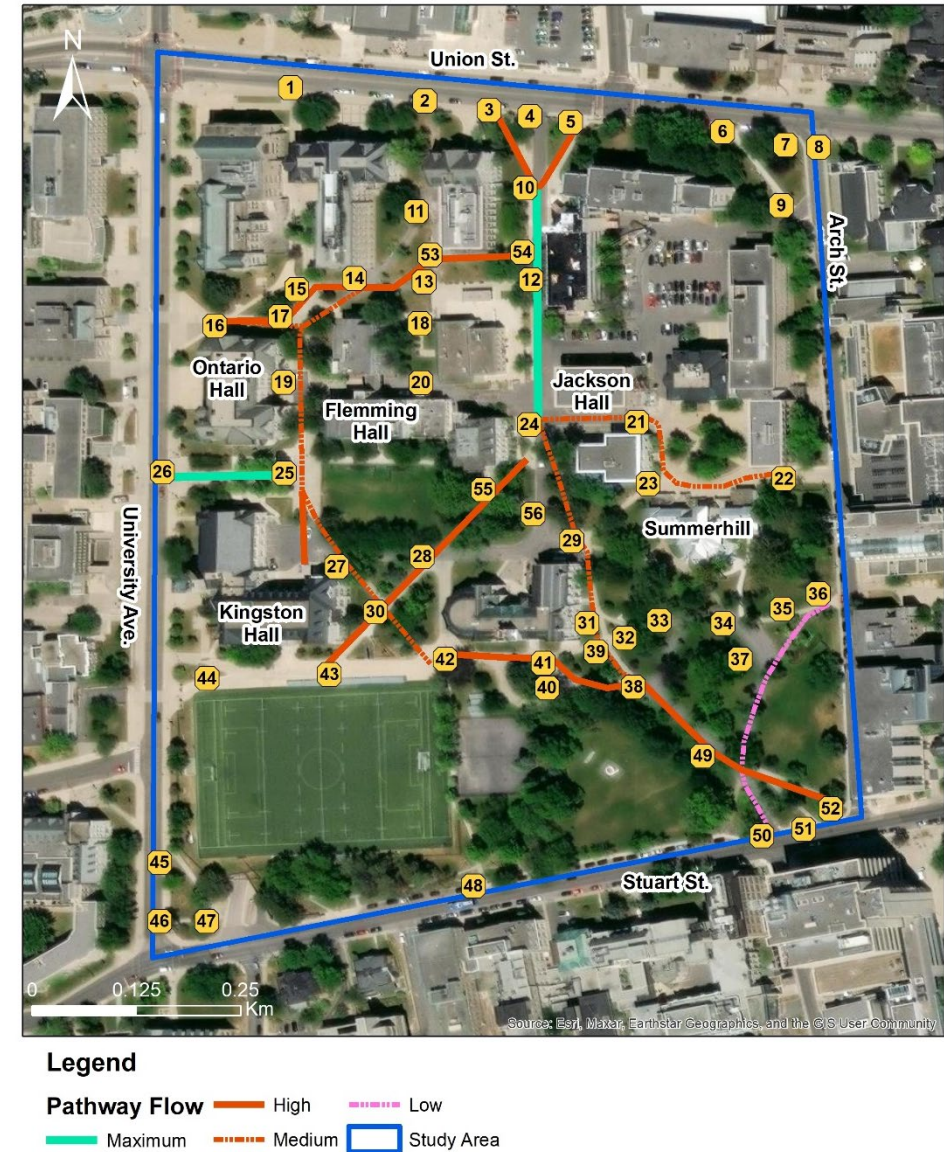 N
Union St.
1
2
3
4
5
6
7
8
10
9
11
Arch St.
53
54
13
12
14
15
17
16
18
Ontario
Hall
19
20
Flemming
Hall
Jackson
Hall
24
21
26
25
55
23
22
University Ave.
56
Summerhill
29
28
27
30
Kingston
Hall
36
35
31
32
33
34
39
37
42
41
43
44
40
38
49
52
51
50
45
46
47
48
Stuart St.
0
0.125
0.25
Km
Source: Esri, Maxar, Earthstar Geographics, and the GIS User Community
Legend
Pathway Flow
High
Low
Maximum
Medium
Study Area